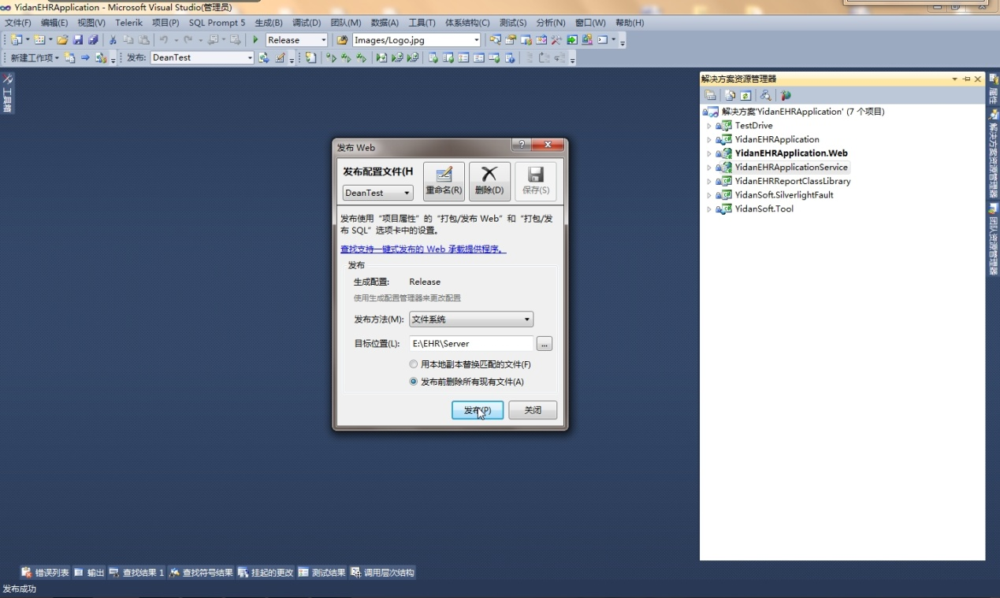 YidanEHRApplication - Microsoft Visual Studio(管理员)
文件(F) 编辑(E) 视图(V) Telerik 项目(P) SQL Prompt 5 生成(B) 调试(D) 团队(M) 数据(A) 工具(T) 体系结构(C) 测试(S) 分析(N) 窗口(W) 帮助(H)
Release Images/Logo.jpg
新建工作项 发布: DeanTest
工具箱
解决方案资源管理器
解决方案'YidanEHRApplication' (7 个项目)
TestDrive
YidanEHRApplication
YidanEHRApplication.Web
YidanEHRApplicationService
YidanEHRReportClassLibrary
YidanSoft.SilverlightFault
YidanSoft.Tool
属性
解决方案资源管理器
团队资源管理器
发布 Web
发布配置文件(H
DeanTest
重命名(R) 删除(D) 保存(S)
发布使用“项目属性”的“打包/发布 Web”和“打包/发
布 SQL”选项卡中的设置。
查找支持一键式发布的 Web 承载提供程序。
发布
生成配置: Release
使用生成配置管理器来更改配置
发布方法(M): 文件系统
目标位置(L): E:\EHR\Server ...
用本地副本替换匹配的文件(F)
发布前删除所有现有文件(A)
发布(P) 关闭
错误列表 输出 查找结果 1 查找符号结果 挂起的更改 测试结果 调用层次结构
发布成功